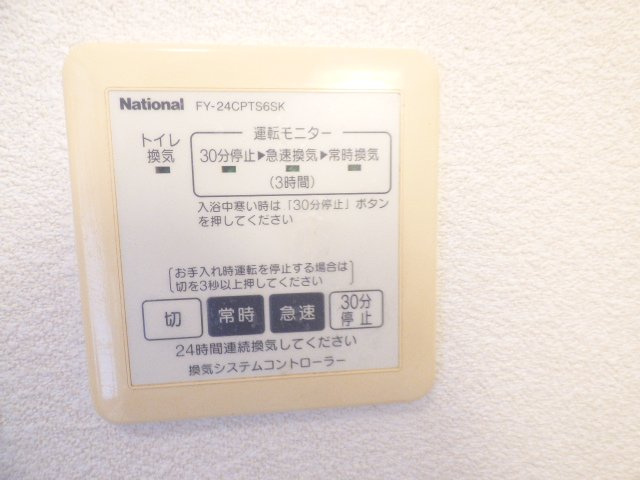 National FY-24CPTS6SK
トイレ
換気
運転モニター
30分停止▶急速換気▶常時換気
(3時間)
入浴中寒い時は「30分停止」ボタン
を押してください
お手入れ時運転を停止する場合は
切を3秒以上押してください
切 常時 急速 30分
停止
24時間連続換気してください
換気システムコントローラー